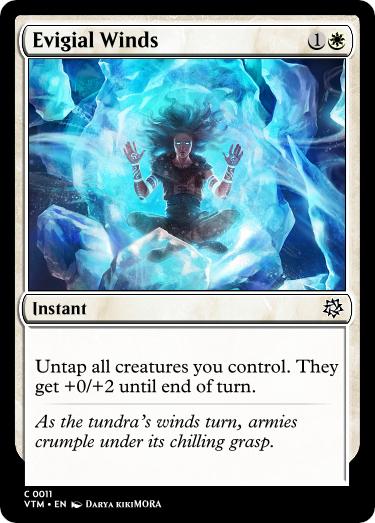 Evigial Winds 1
Instant
Untap all creatures you control. They
get +0/+2 until end of turn.
As the tundra's winds turn, armies
crumple under its chilling grasp.
C 0011
VTM • EN Darya kikiMORA